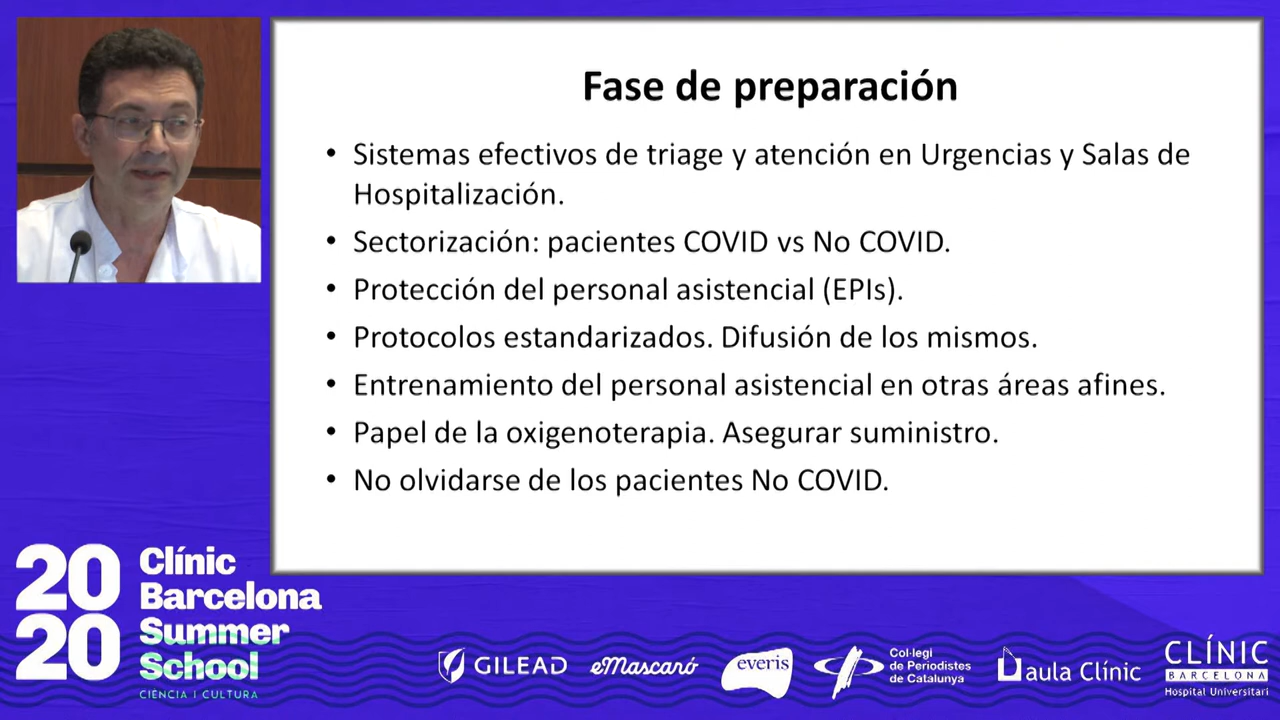 Fase de preparación
• Sistemas efectivos de triage y atención en Urgencias y Salas de
Hospitalización.
• Sectorización: pacientes COVID vs No COVID.
• Protección del personal asistencial (EPIs).
• Protocolos estandarizados. Difusión de los mismos.
• Entrenamiento del personal asistencial en otras áreas afines.
• Papel de la oxigenoterapia. Asegurar suministro.
• No olvidarse de los pacientes No COVID.
20
20
Clínic
Barcelona
Summer
School
CIÈNCIA I CULTURA
GILEAD
eMascaró
everis
Col·legi
de Periodistes
de Catalunya
aula Clínic
CLÍNIC
BARCELONA
Hospital Universitari